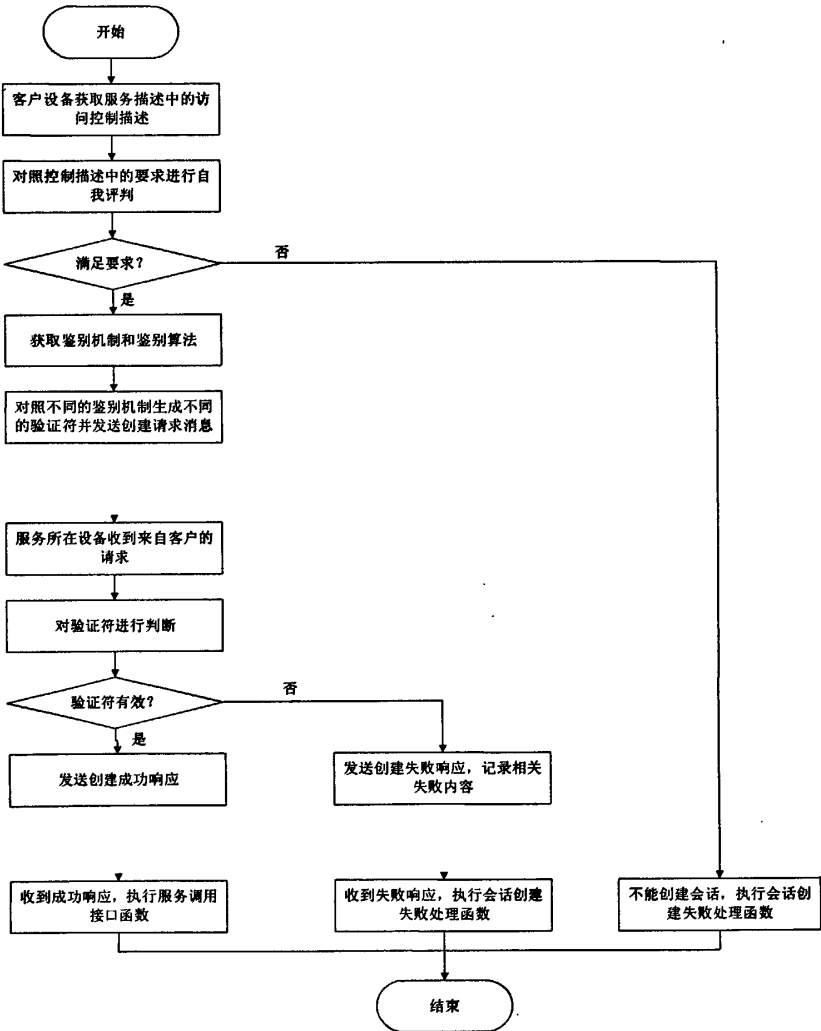 开始
客户设备获取服务描述中的访
问控制描述
对照控制描述中的要求进行自
我评判
满足要求?
否
是
获取鉴别机制和鉴别算法
对照不同的鉴别机制生成不同
的验证符并发送创建请求消息
服务所在设备收到来自客户的
请求
对验证符进行判断
验证符有效?
否
是
发送创建成功响应
发送创建失败响应，记录相关
失败内容
收到成功响应，执行服务调用
接口函数
收到失败响应，执行会话创建
失败处理函数
不能创建会话，执行会话创
建失败处理函数
结束